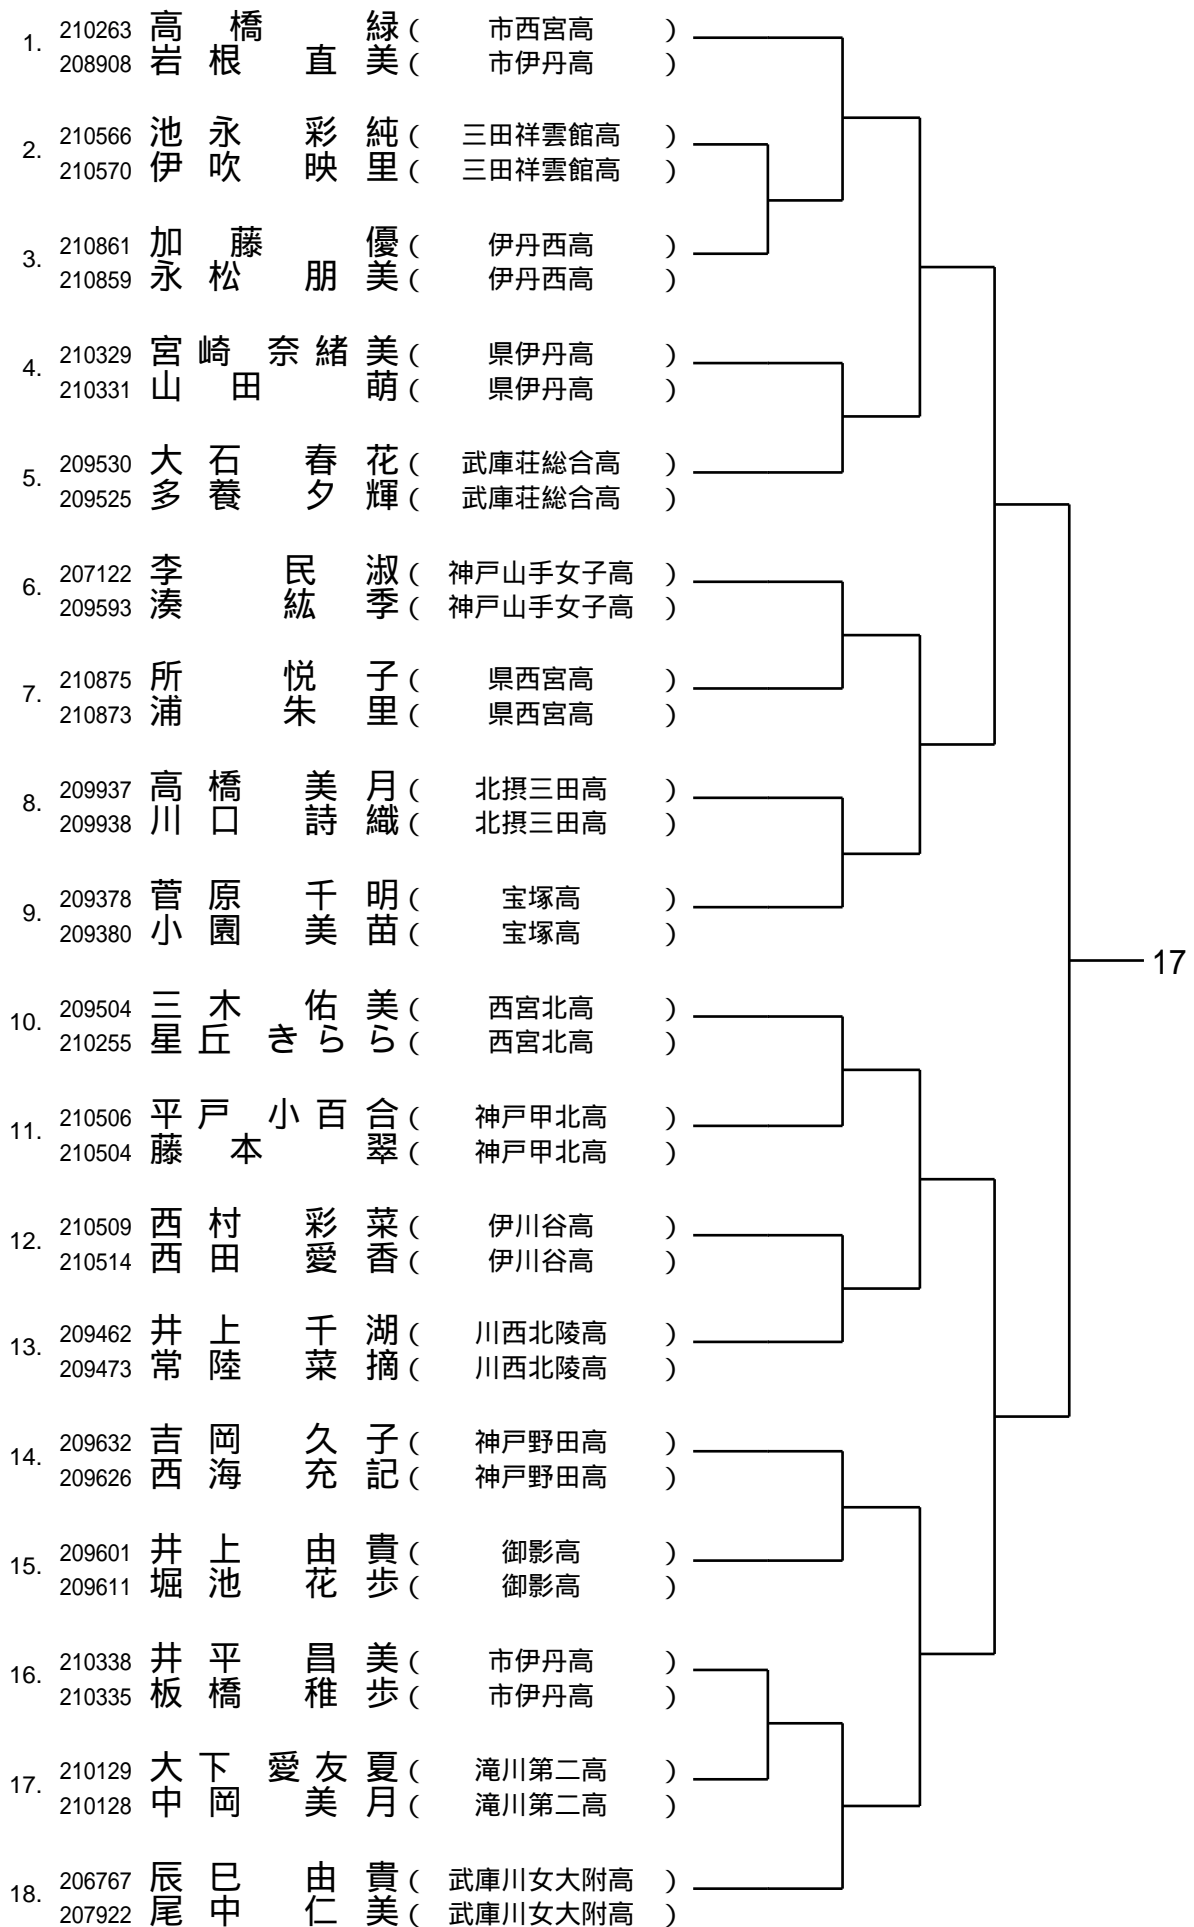 1. 210263 高橋 緑 ( 市西宮高 )
208908 岩根 直美 ( 市伊丹高 )
2. 210566 池永 彩純 ( 三田祥雲館高 )
210570 伊吹 映里 ( 三田祥雲館高 )
3. 210861 加藤 優 ( 伊丹西高 )
210859 永松 朋美 ( 伊丹西高 )
4. 210329 宮崎 奈緒美 ( 県伊丹高 )
210331 山田 萌 ( 県伊丹高 )
5. 209530 大石 春花 ( 武庫荘総合高 )
209525 多養 夕輝 ( 武庫荘総合高 )
6. 207122 李 民淑 ( 神戸山手女子高 )
209593 湊 紘季 ( 神戸山手女子高 )
7. 210875 所 悦子 ( 県西宮高 )
210873 浦 朱里 ( 県西宮高 )
8. 209937 高橋 美月 ( 北摂三田高 )
209938 川口 詩織 ( 北摂三田高 )
9. 209378 菅原 千明 ( 宝塚高 )
209380 小園 美苗 ( 宝塚高 )
17
10. 209504 三木 佑美 ( 西宮北高 )
210255 星丘 きらら ( 西宮北高 )
11. 210506 平戸 小百合 ( 神戸甲北高 )
210504 藤本 翠 ( 神戸甲北高 )
12. 210509 西村 彩菜 ( 伊川谷高 )
210514 西田 愛香 ( 伊川谷高 )
13. 209462 井上 千湖 ( 川西北陵高 )
209473 常陸 菜摘 ( 川西北陵高 )
14. 209632 吉岡 久子 ( 神戸野田高 )
209626 西海 充記 ( 神戸野田高 )
15. 209601 井上 由貴 ( 御影高 )
209611 堀池 花歩 ( 御影高 )
16. 210338 井平 昌美 ( 市伊丹高 )
210335 板橋 稚歩 ( 市伊丹高 )
17. 210129 大下 愛友夏 ( 滝川第二高 )
210128 中岡 美月 ( 滝川第二高 )
18. 206767 辰巳 由貴 ( 武庫川女大附高 )
207922 尾中 仁美 ( 武庫川女大附高 )